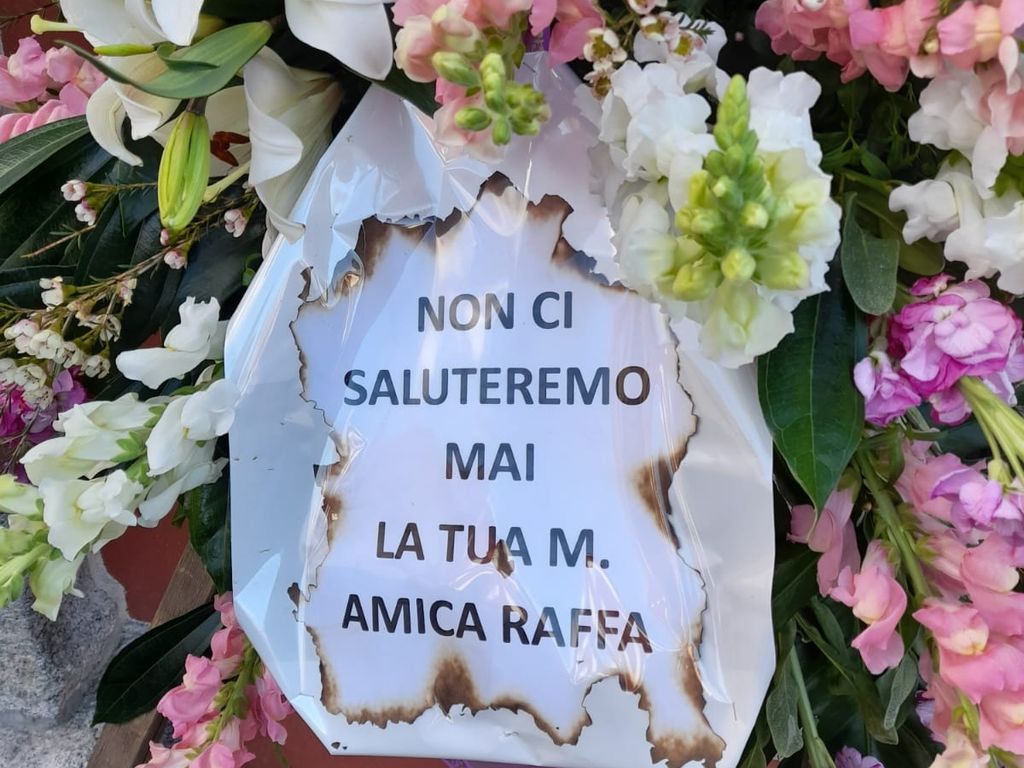 NON CI
SALUTEREMO
MAI
LA TUA M.
AMICA RAFFA